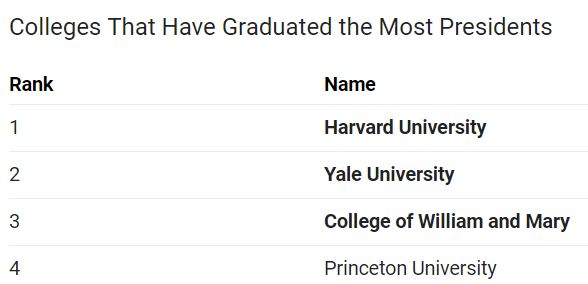 Colleges That Have Graduated the Most Presidents
Rank Name
1 Harvard University
2 Yale University
3 College of William and Mary
4 Princeton University